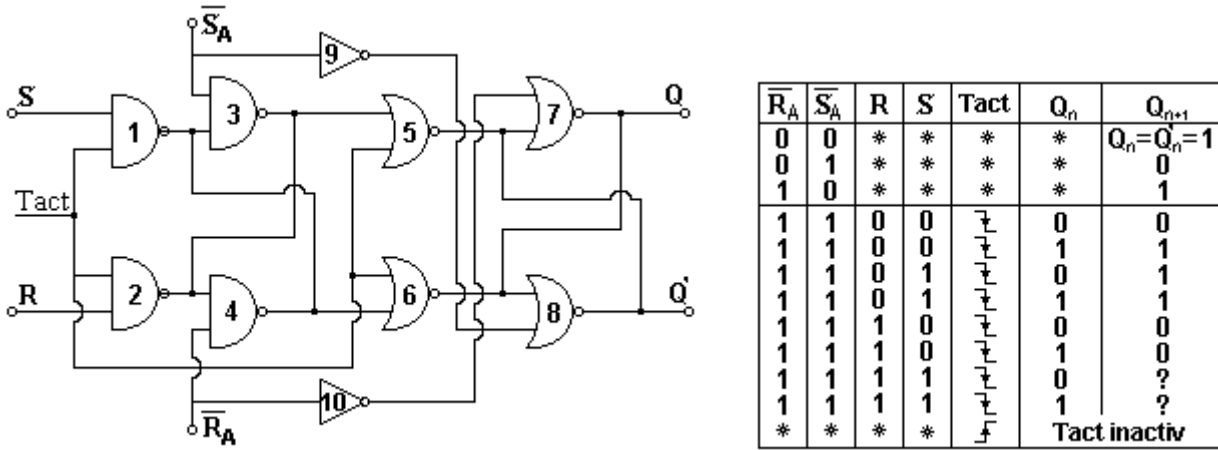 S̅A̅
S
9
3
1
5
7
Q
Tact
2
4
6
8
Q'
R
10
R̅A̅
R̅A̅ S̅A̅ R S Tact Qn Qn+1
0 0 * * * * Qn=Q'n=1
0 1 * * * * 0
1 0 * * * * 1
1 1 0 0 0 0
1 1 0 0 1 1
1 1 0 1 0 1
1 1 0 1 1 1
1 1 1 0 0 0
1 1 1 0 1 0
1 1 1 1 0 ?
1 1 1 1 1 ?
* * * * Tact inactiv